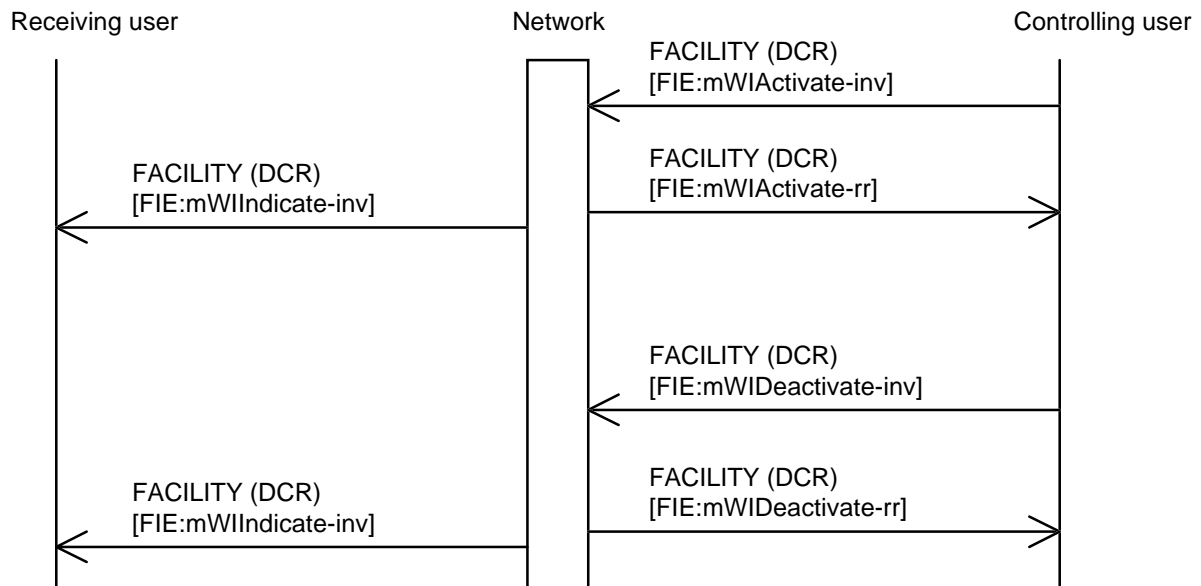 Receiving user
Network
Controlling user
FACILITY (DCR)
[FIE:mWIActivate-inv]
FACILITY (DCR)
[FIE:mWIActivate-rr]
FACILITY (DCR)
[FIE:mWIIndicate-inv]
FACILITY (DCR)
[FIE:mWIDeactivate-inv]
FACILITY (DCR)
[FIE:mWIDeactivate-rr]
FACILITY (DCR)
[FIE:mWIIndicate-inv]